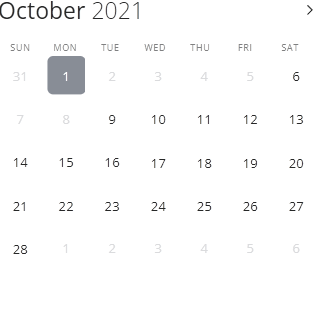 October 2021 >
SUN MON TUE WED THU FRI SAT
31 1 2 3 4 5 6
7 8 9 10 11 12 13
14 15 16 17 18 19 20
21 22 23 24 25 26 27
28 1 2 3 4 5 6